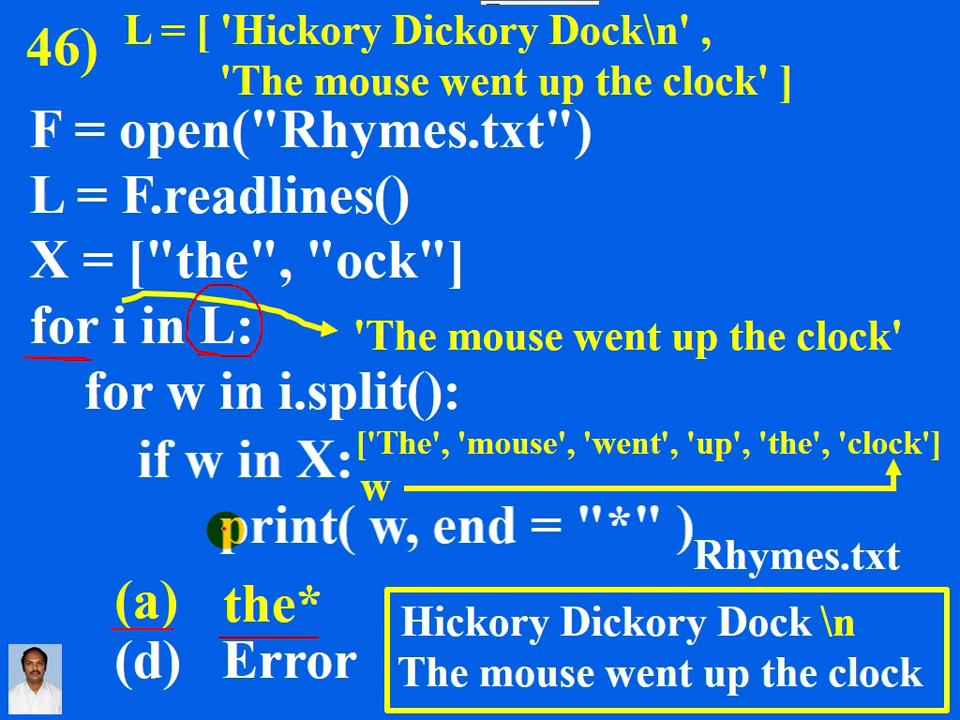 46) L = [ 'Hickory Dickory Dock\n' ,
'The mouse went up the clock' ]
F = open("Rhymes.txt")
L = F.readlines()
X = ["the", "ock"]
for i in L:
'The mouse went up the clock'
for w in i.split():
['The', 'mouse', 'went', 'up', 'the', 'clock']
if w in X:
w
print( w, end = "*" )
Rhymes.txt
(a) the*
(d) Error
Hickory Dickory Dock \n
The mouse went up the clock